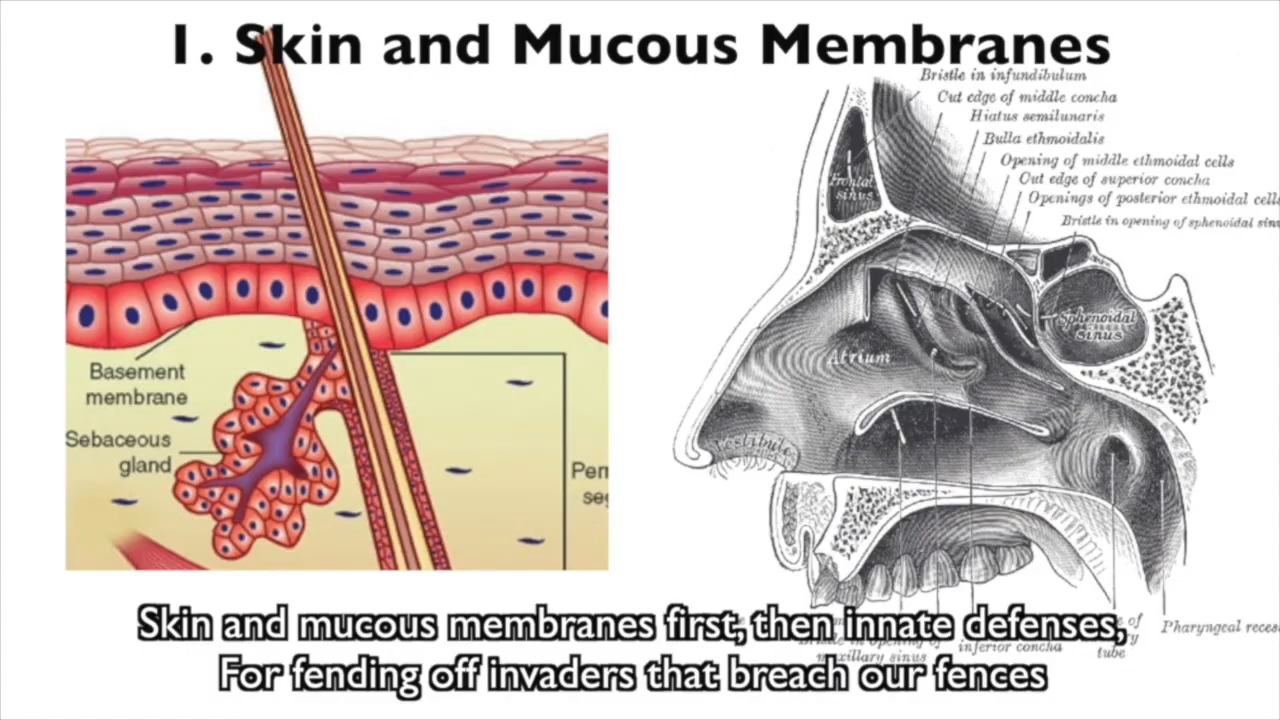 1. Skin and Mucous Membranes
Bristle in infundibulum
Cut edge of middle concha
Hiatus semilunaris
Bulla ethmoidalis
Opening of middle ethmoidal cells
Cut edge of superior concha
Openings of posterior ethmoidal cells
Bristle in opening of sphenoidal
Frontal
sinus
Sphenoidal
sinus
Atrium
Vestibule
Basement
membrane
Sebaceous
gland
Skin and mucous membranes first, then innate defenses,
For fending off invaders that breach our fences
of
Pharyngeal
tube
inferior concha
maxillary sinus